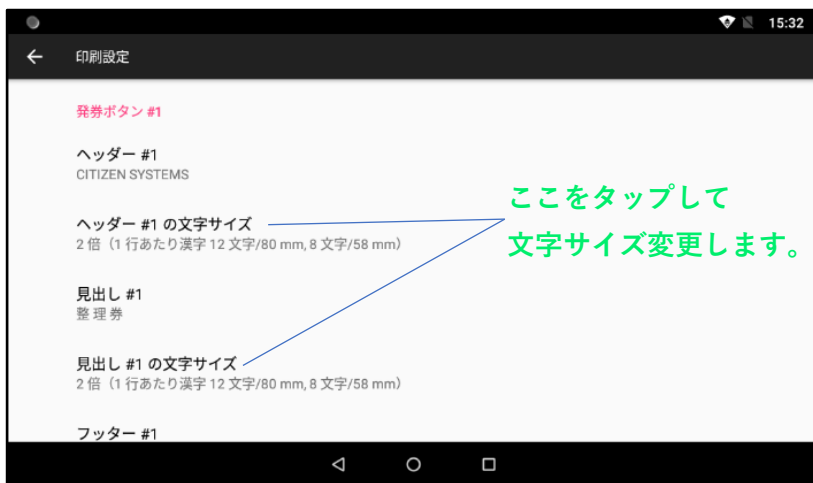 15:32
印刷設定
発券ボタン #1
ヘッダー #1
CITIZEN SYSTEMS
ヘッダー #1 の文字サイズ
2 倍（1 行あたり漢字 12 文字/80 mm, 8 文字/58 mm）
見出し #1
整 理 券
見出し #1 の文字サイズ
2 倍（1 行あたり漢字 12 文字/80 mm, 8 文字/58 mm）
フッター #1
ここをタップして
文字サイズ変更します。